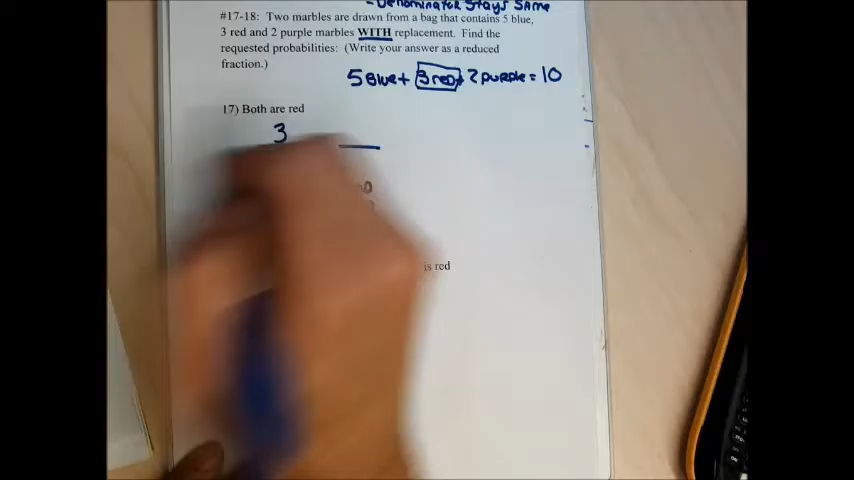 - Denominator Stays SAME
#17-18: Two marbles are drawn from a bag that contains 5 blue,
3 red and 2 purple marbles WITH replacement. Find the
requested probabilities: (Write your answer as a reduced
fraction.)
5 Blue + 3 red + 2 purple = 10
17) Both are red
3
is red